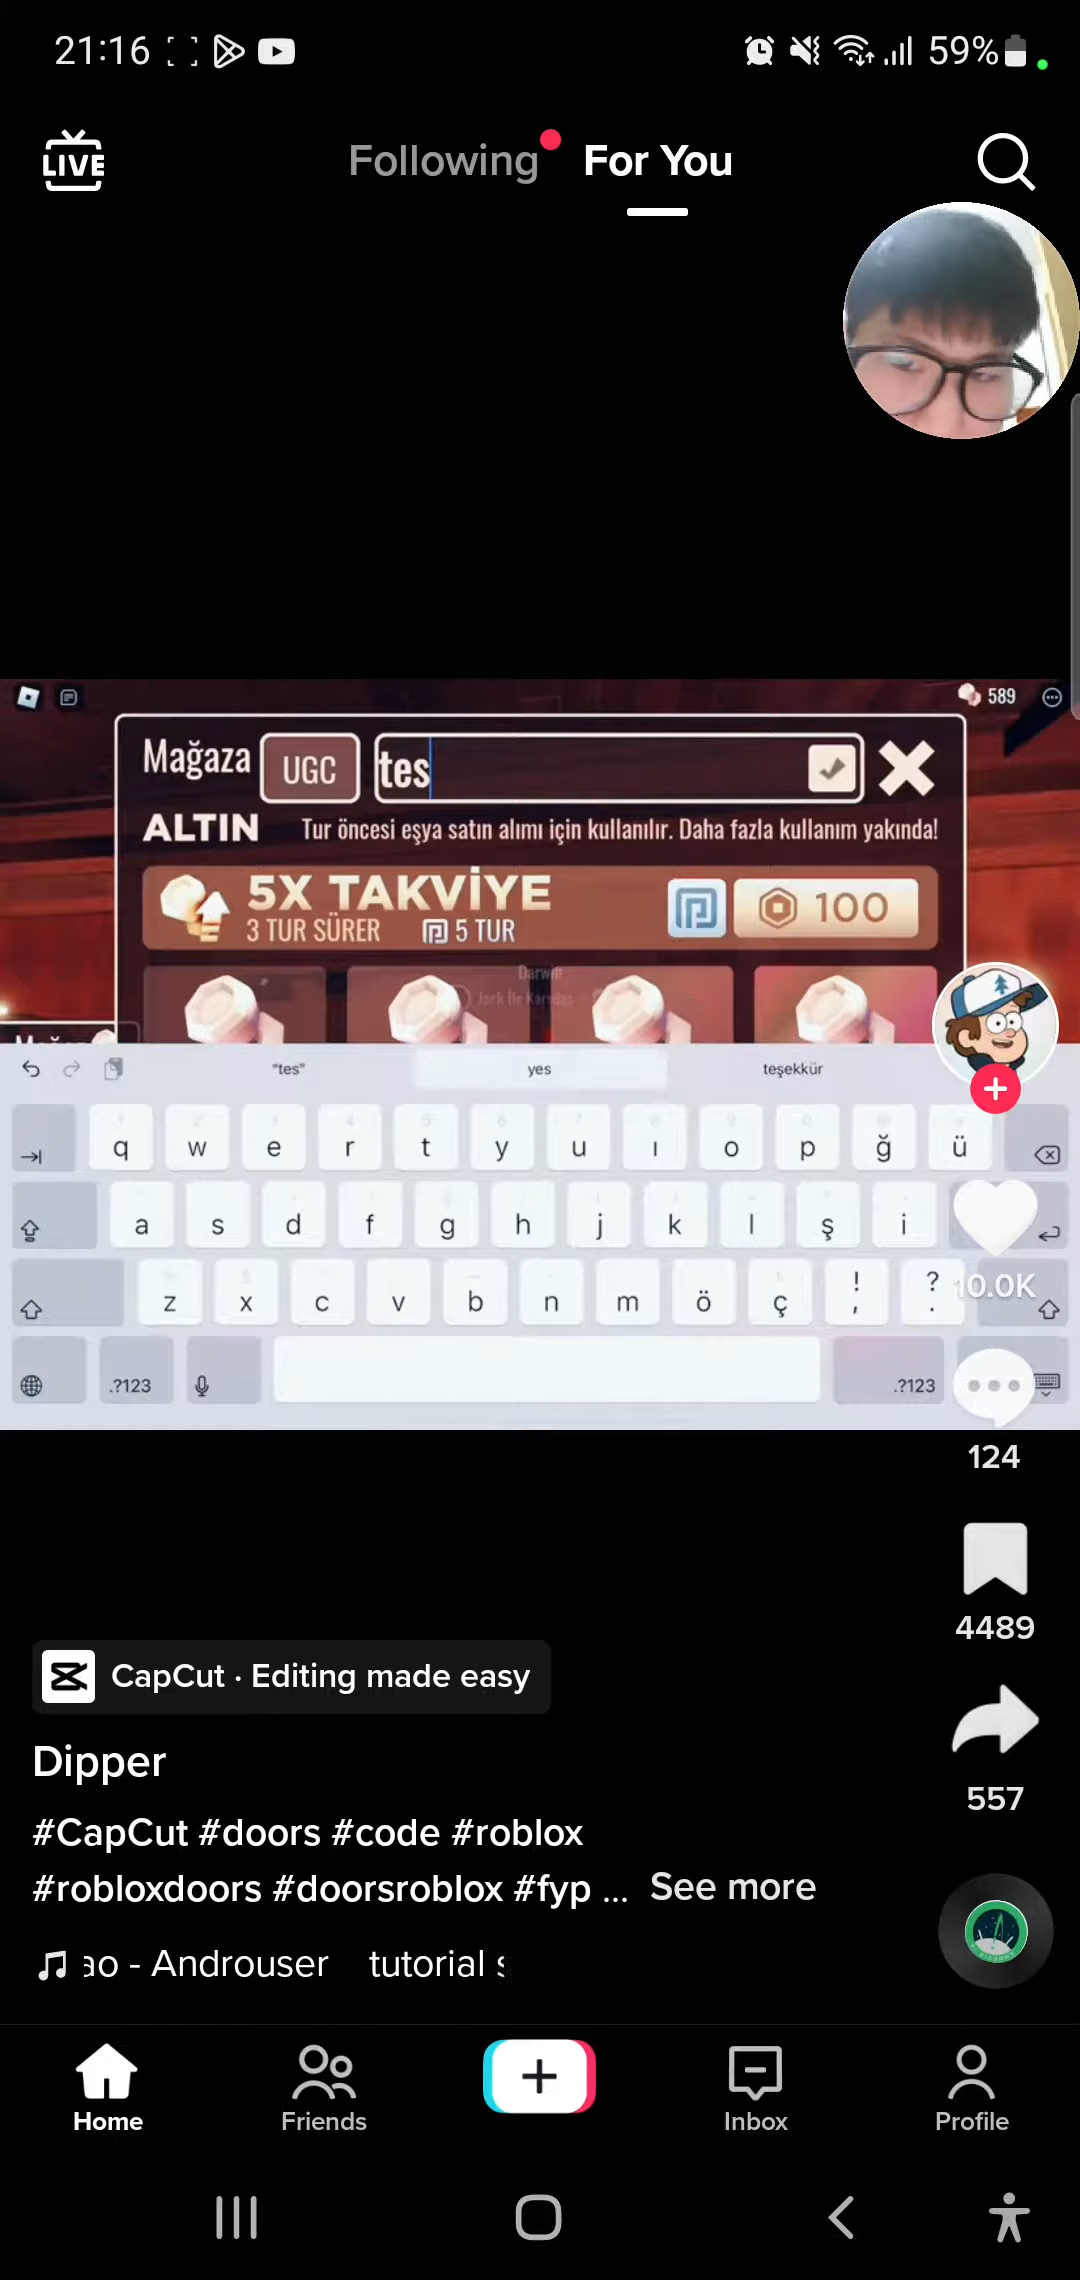 21:16
59%
LIVE
Following
For You
589
Mağaza
UGC
tes
ALTIN
Tur öncesi eşya satın alımı için kullanılır. Daha fazla kullanım yakında!
5X TAKVİYE
3 TUR SÜRER
5 TUR
100
Darwin
"tes"
yes
teşekkür
q w e r t y u ı o p ğ ü
a s d f g h j k l ş i
z x c v b n m ö ç ! , ? .
.?123
.?123
10.0K
124
4489
557
CapCut · Editing made easy
Dipper
#CapCut #doors #code #roblox
#robloxdoors #doorsroblox #fyp ... See more
ao - Androuser tutorial s
Home
Friends
Inbox
Profile